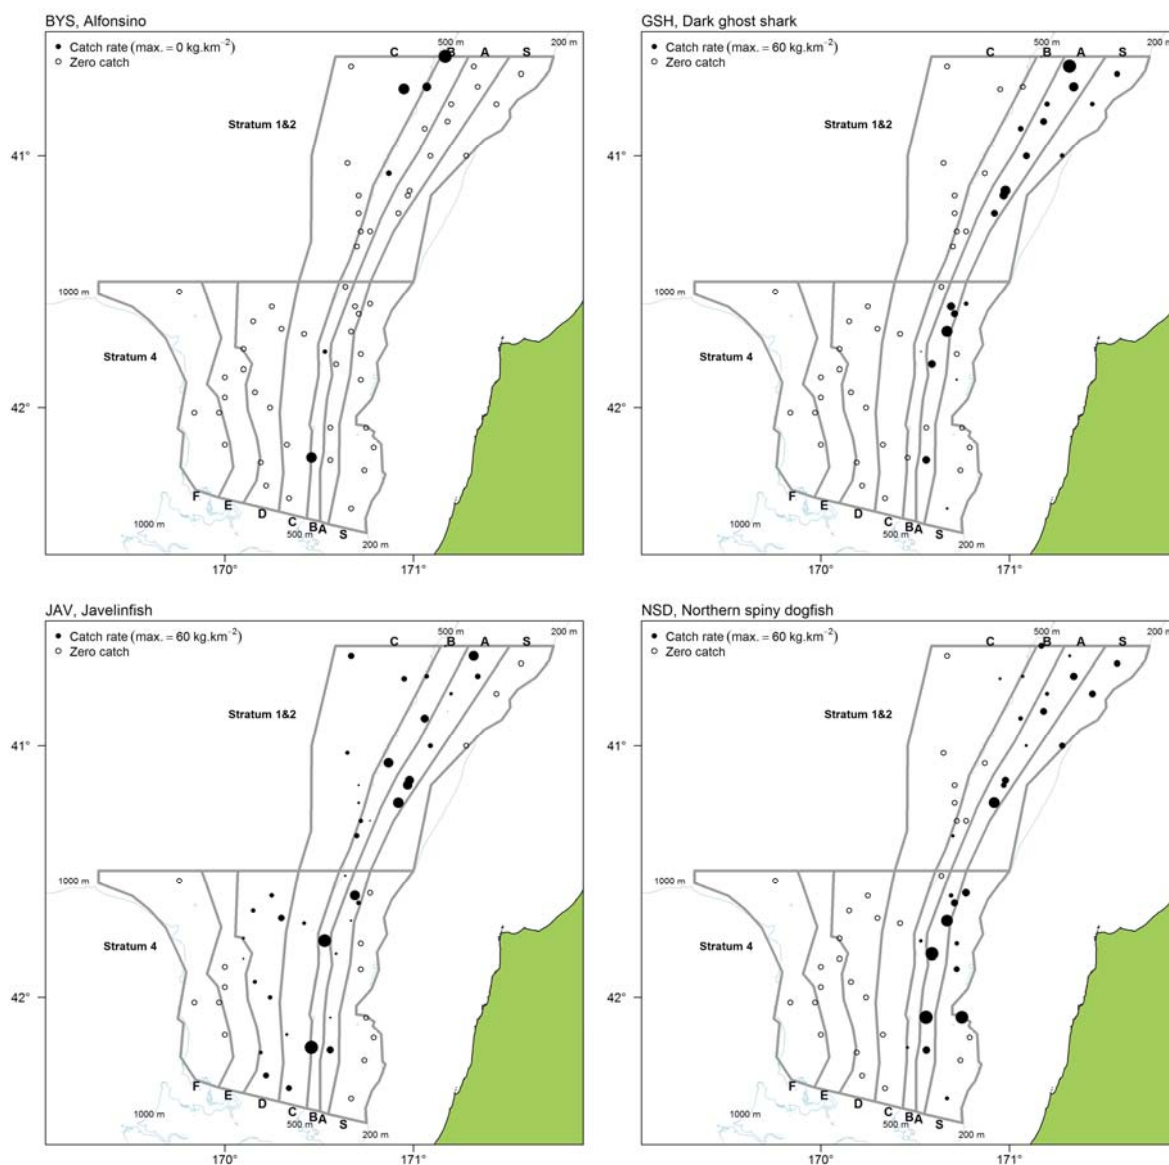 BYS, Alfonsino
Catch rate (max. = 0 kg.km⁻²)
Zero catch
C
500 m
B
A
S
200 m
Stratum 1&2
41°
1000 m
Stratum 4
42°
F
E
D
C
B
A
S
1000 m
500 m
200 m
170°
171°
GSH, Dark ghost shark
Catch rate (max. = 60 kg.km⁻²)
Zero catch
C
500 m
B
A
S
200 m
Stratum 1&2
41°
1000 m
Stratum 4
42°
F
E
D
C
B
A
S
1000 m
500 m
200 m
170°
171°
JAV, Javelinfish
Catch rate (max. = 60 kg.km⁻²)
Zero catch
C
500 m
B
A
S
200 m
Stratum 1&2
41°
1000 m
Stratum 4
42°
F
E
D
C
B
A
S
1000 m
500 m
200 m
170°
171°
NSD, Northern spiny dogfish
Catch rate (max. = 60 kg.km⁻²)
Zero catch
C
500 m
B
A
S
200 m
Stratum 1&2
41°
1000 m
Stratum 4
42°
F
E
D
C
B
A
S
1000 m
500 m
200 m
170°
171°